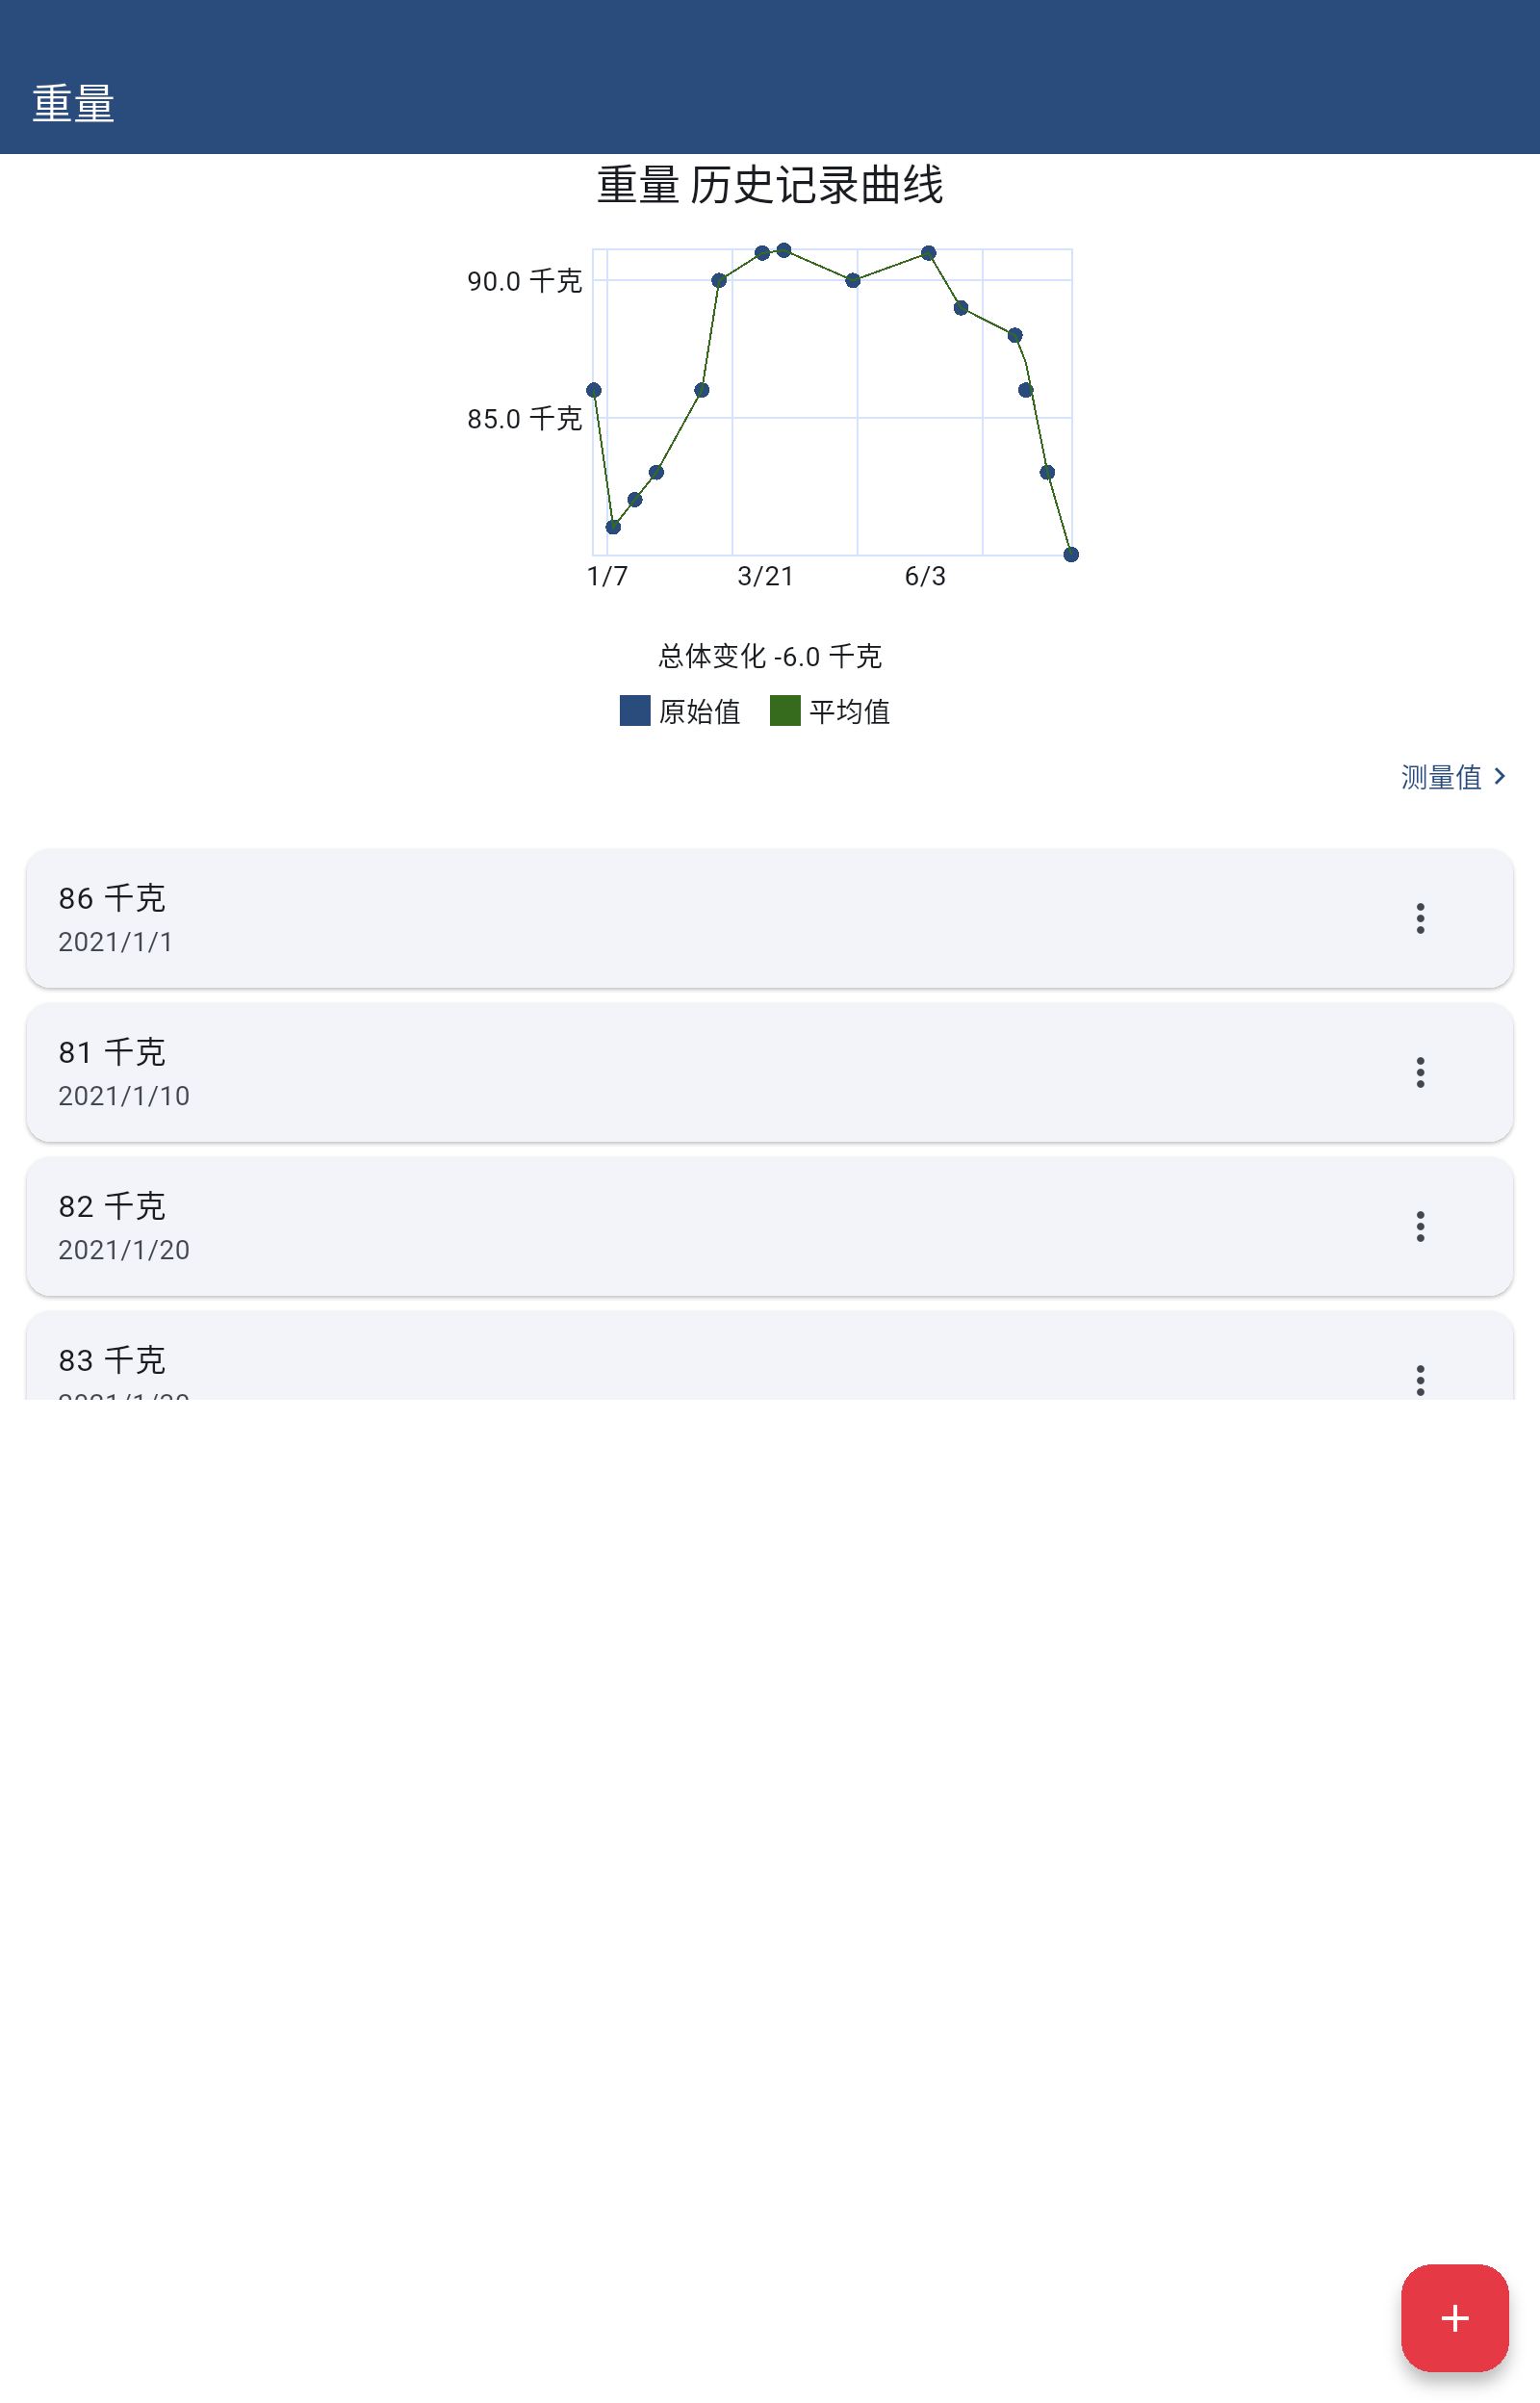 重量
重量 历史记录曲线
90.0 千克
85.0 千克
1/7 3/21 6/3
总体变化 -6.0 千克
原始值 平均值
测量值
86 千克
2021/1/1
81 千克
2021/1/10
82 千克
2021/1/20
83 千克
2021/1/30